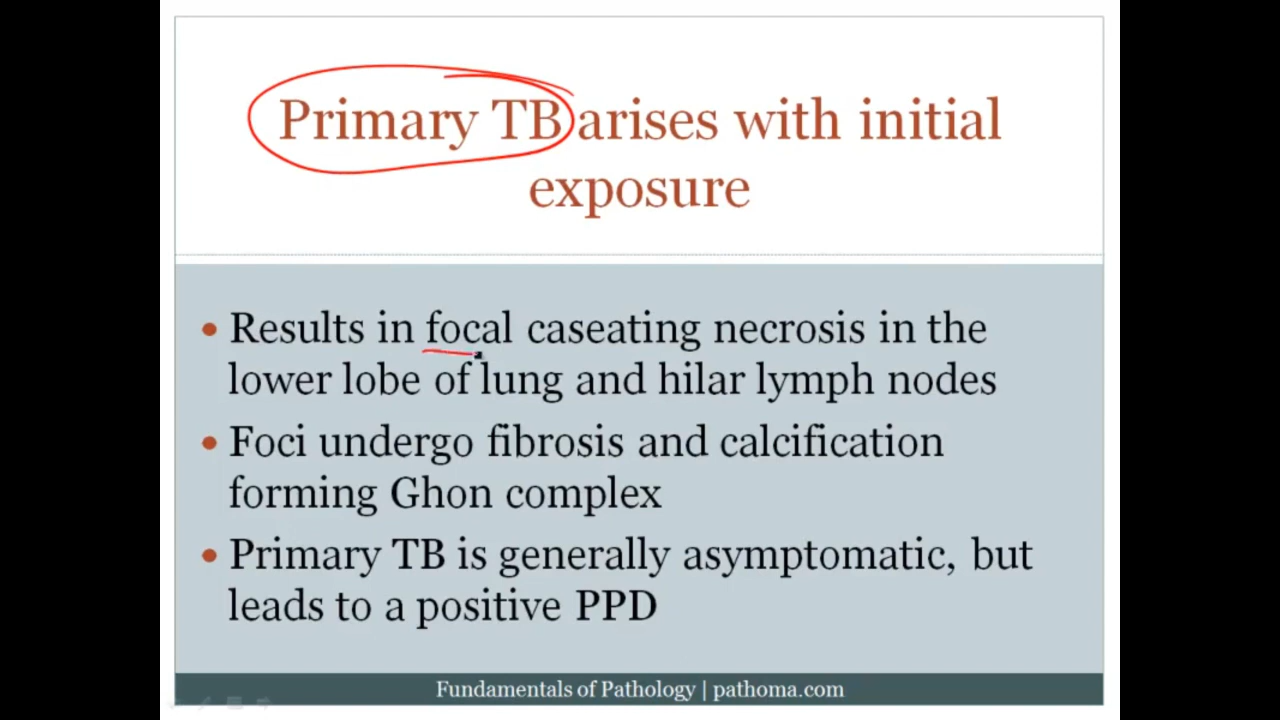 Primary TB arises with initial
exposure
• Results in focal caseating necrosis in the
lower lobe of lung and hilar lymph nodes
• Foci undergo fibrosis and calcification
forming Ghon complex
• Primary TB is generally asymptomatic, but
leads to a positive PPD
Fundamentals of Pathology | pathoma.com